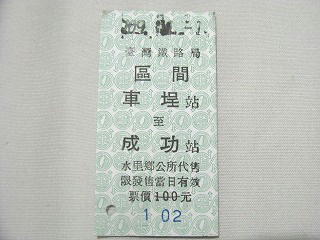 臺灣鐵路局
區間
車埕站
至
成功站
水里鄉公所代售
限發售當日有效
票價100元
102